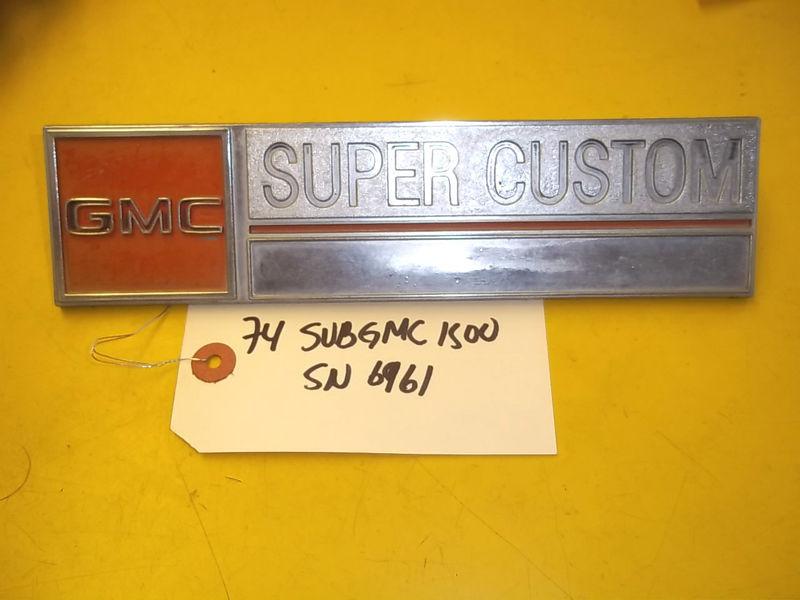 GMC
SUPER CUSTOM
74 SUBGMC 1500
SN 6961